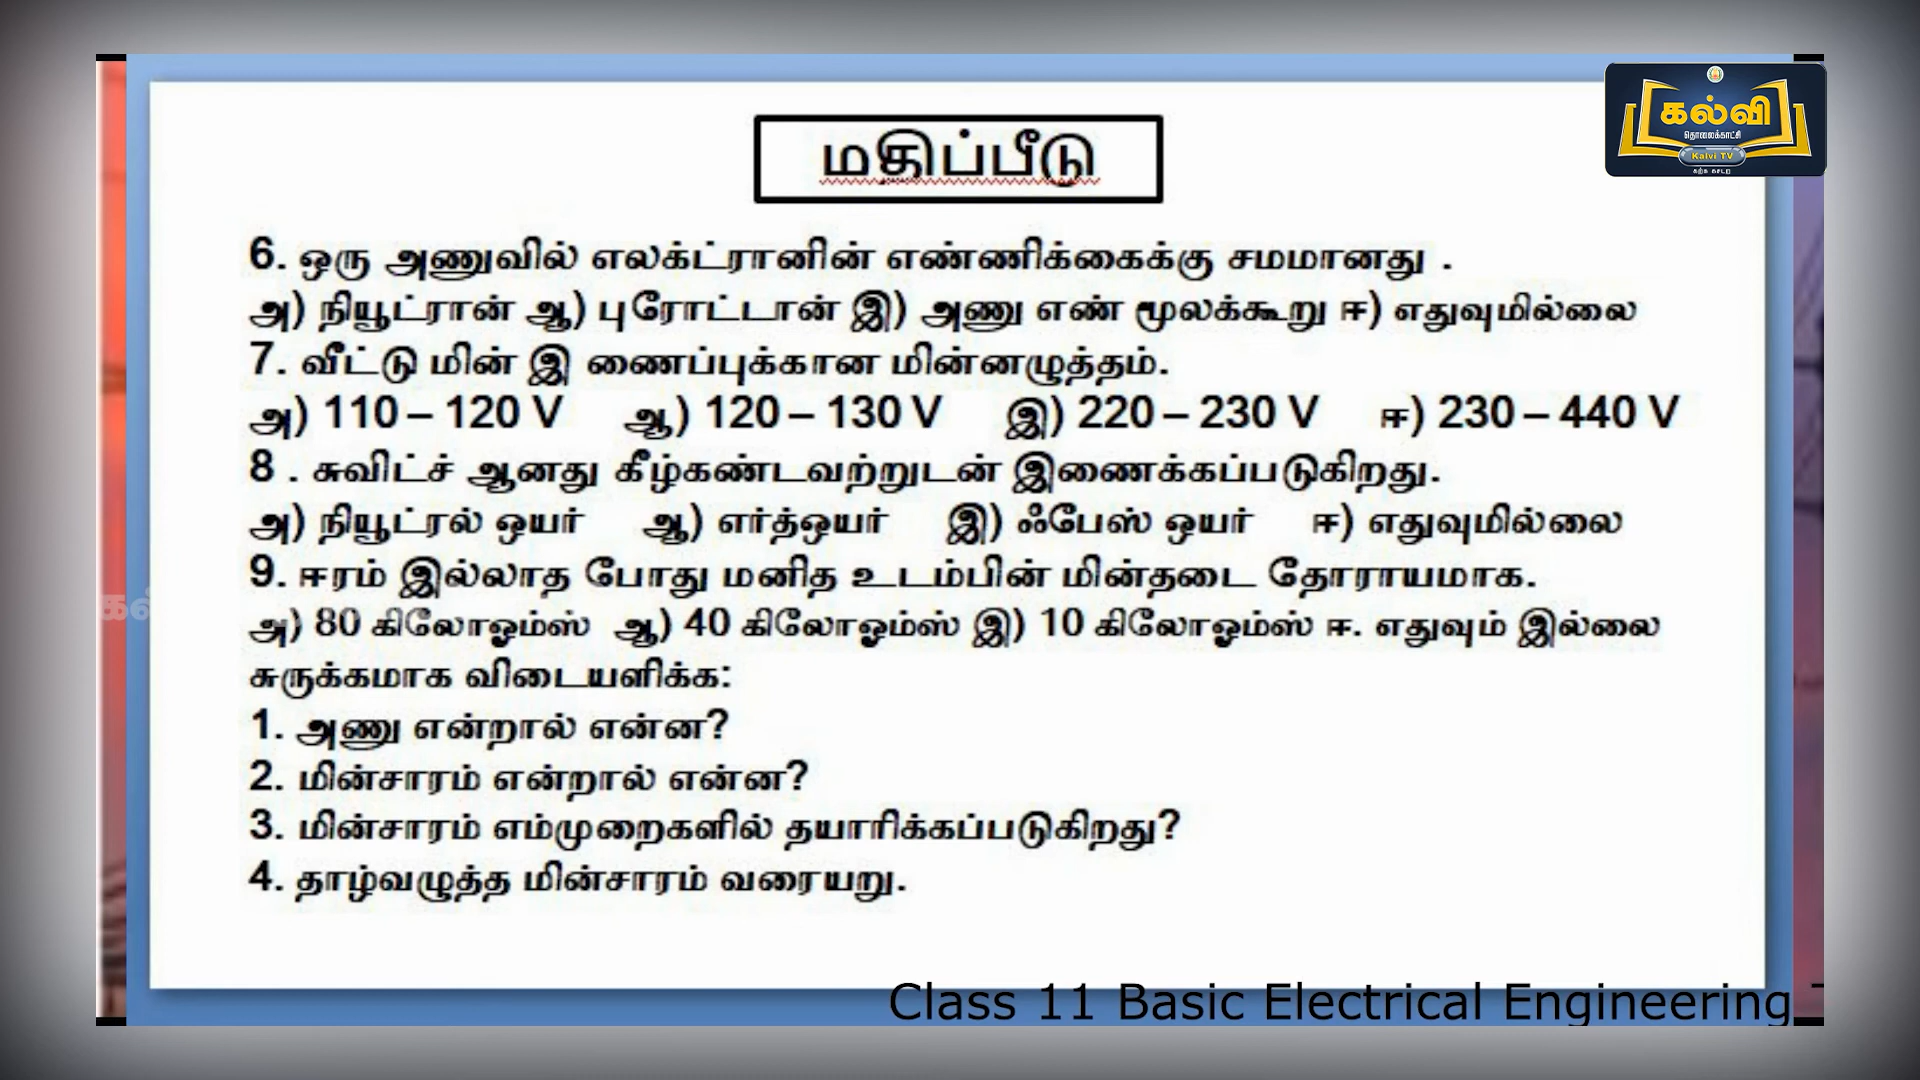 கல்வி
தொலைக்காட்சி
Kalvi TV
கற்க கசடற
மதிப்பீடு
6. ஒரு அணுவில் எலக்ட்ரானின் எண்ணிக்கைக்கு சமமானது .
அ) நியூட்ரான் ஆ) புரோட்டான் இ) அணு எண் மூலக்கூறு ஈ) எதுவுமில்லை
7. வீட்டு மின் இ ணைப்புக்கான மின்னழுத்தம்.
அ) 110 – 120 V ஆ) 120 – 130 V இ) 220 – 230 V ஈ) 230 – 440 V
8 . சுவிட்ச் ஆனது கீழ்கண்டவற்றுடன் இணைக்கப்படுகிறது.
அ) நியூட்ரல் ஒயர் ஆ) எர்த்ஒயர் இ) ஃபேஸ் ஒயர் ஈ) எதுவுமில்லை
9. ஈரம் இல்லாத போது மனித உடம்பின் மின்தடை தோராயமாக.
அ) 80 கிலோஓம்ஸ் ஆ) 40 கிலோஓம்ஸ் இ) 10 கிலோஓம்ஸ் ஈ. எதுவும் இல்லை
சுருக்கமாக விடையளிக்க:
1. அணு என்றால் என்ன?
2. மின்சாரம் என்றால் என்ன?
3. மின்சாரம் எம்முறைகளில் தயாரிக்கப்படுகிறது?
4. தாழ்வழுத்த மின்சாரம் வரையறு.
Class 11 Basic Electrical Engineering